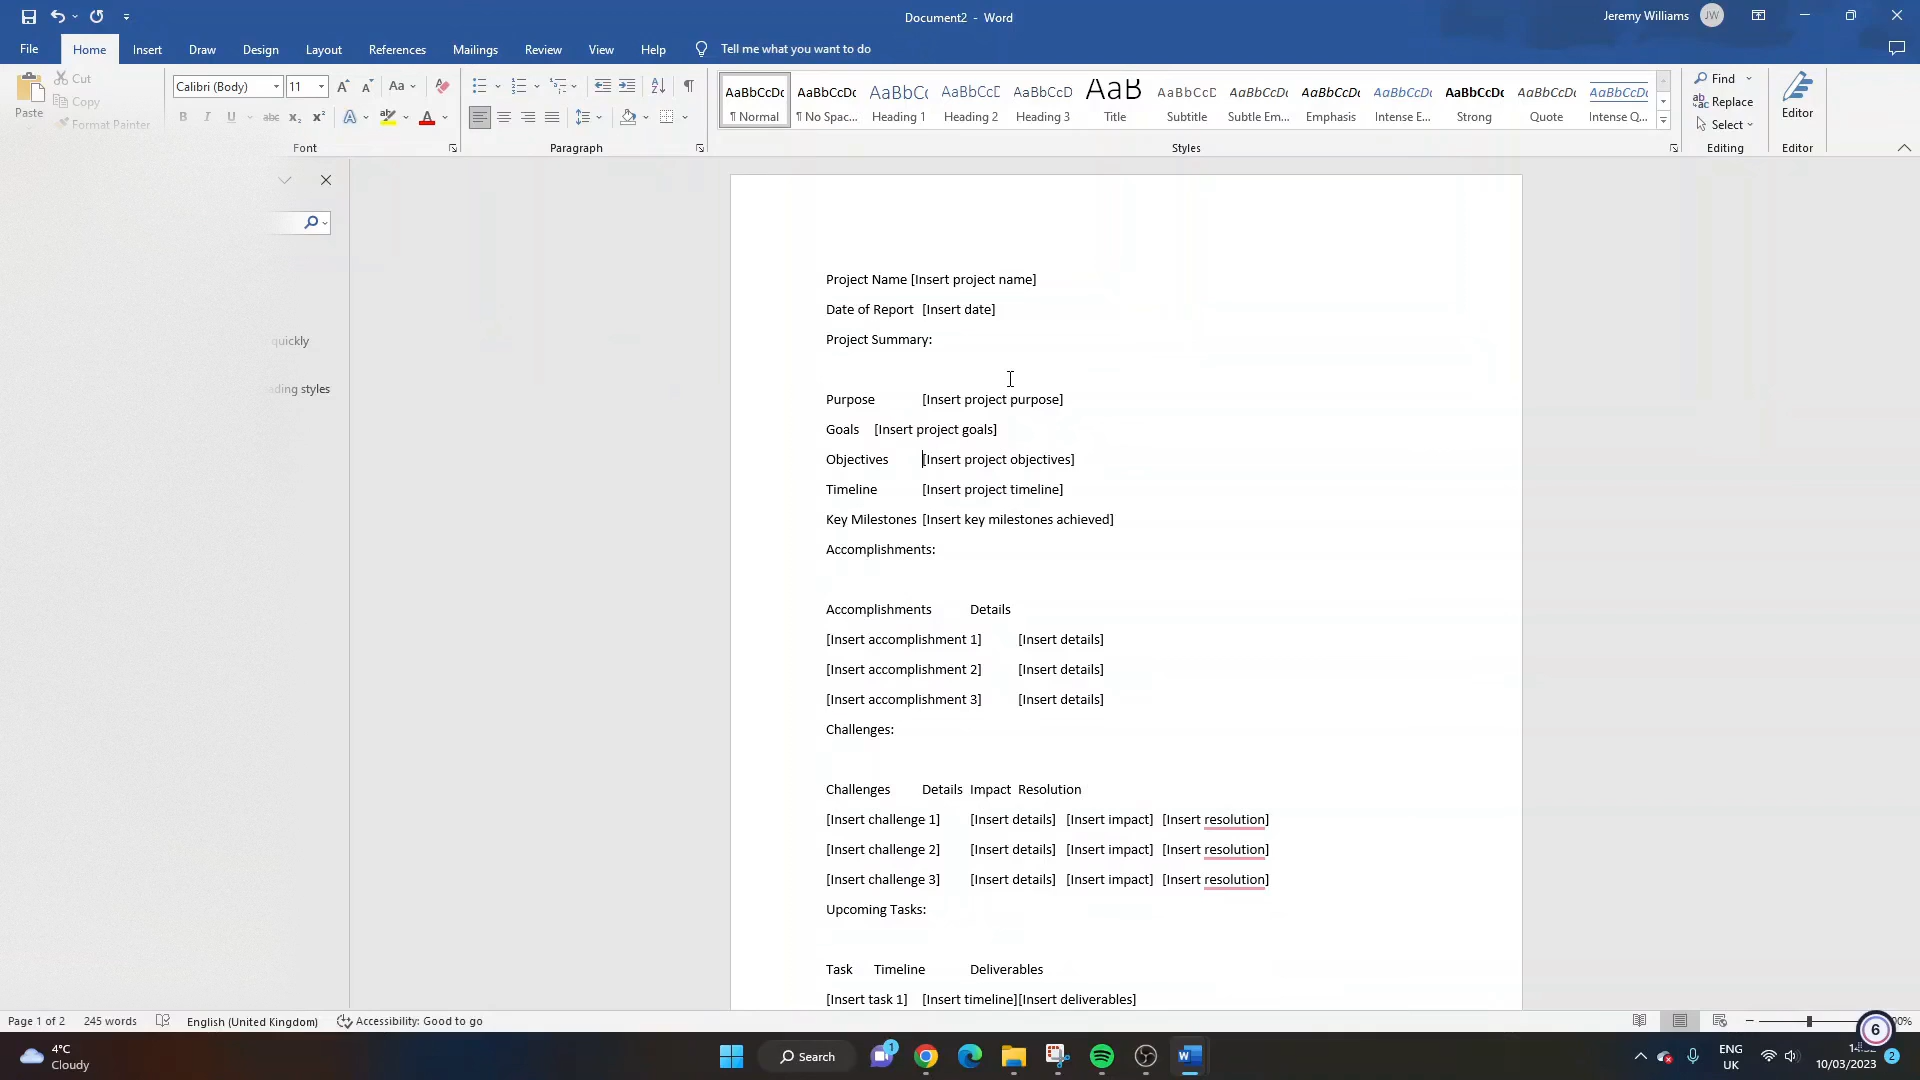 Document2 - Word
Jeremy Williams JW
File Home Insert Draw Design Layout References Mailings Review View Help Tell me what you want to do
Paste
Cut
Copy
Format Painter
Calibri (Body) 11
Font
Paragraph
AaBbCcDc AaBbCcDc AaBbCc AaBbCcD AaBbCcD AaB AaBbCcD AaBbCcDc AaBbCcDc AaBbCcDc AaBbCcDc AaBbCcDc AaBbCcDc
¶ Normal ¶ No Spac... Heading 1 Heading 2 Heading 3 Title Subtitle Subtle Em... Emphasis Intense E... Strong Quote Intense Q...
Styles
Find
Replace
Select
Editing
Editor
Editor
quickly
ading styles
Project Name [Insert project name]
Date of Report [Insert date]
Project Summary:
Purpose [Insert project purpose]
Goals [Insert project goals]
Objectives [Insert project objectives]
Timeline [Insert project timeline]
Key Milestones [Insert key milestones achieved]
Accomplishments:
Accomplishments Details
[Insert accomplishment 1] [Insert details]
[Insert accomplishment 2] [Insert details]
[Insert accomplishment 3] [Insert details]
Challenges:
Challenges Details Impact Resolution
[Insert challenge 1] [Insert details] [Insert impact] [Insert resolution]
[Insert challenge 2] [Insert details] [Insert impact] [Insert resolution]
[Insert challenge 3] [Insert details] [Insert impact] [Insert resolution]
Upcoming Tasks:
Task Timeline Deliverables
[Insert task 1] [Insert timeline][Insert deliverables]
Page 1 of 2 245 words English (United Kingdom) Accessibility: Good to go
6
4°C
Cloudy
Search
1
ENG
UK
10/03/2023
2